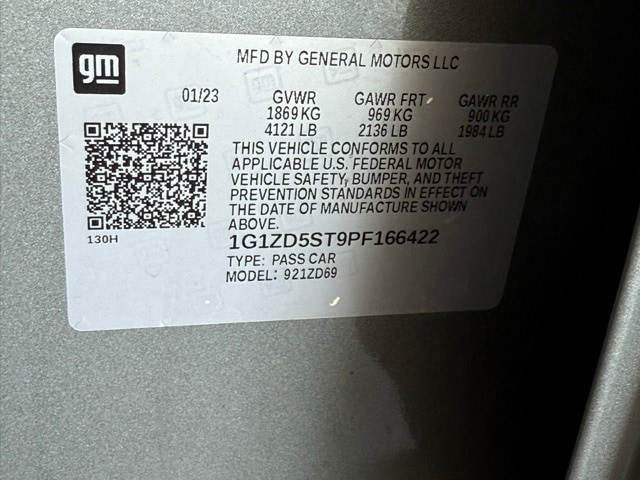 gm
MFD BY GENERAL MOTORS LLC
01/23 GVWR GAWR FRT GAWR RR
1869 KG 969 KG 900 KG
4121 LB 2136 LB 1984 LB
THIS VEHICLE CONFORMS TO ALL
APPLICABLE U.S. FEDERAL MOTOR
VEHICLE SAFETY, BUMPER, AND THEFT
PREVENTION STANDARDS IN EFFECT ON
THE DATE OF MANUFACTURE SHOWN
ABOVE.
130H
1G1ZD5ST9PF166422
TYPE: PASS CAR
MODEL: 921ZD69